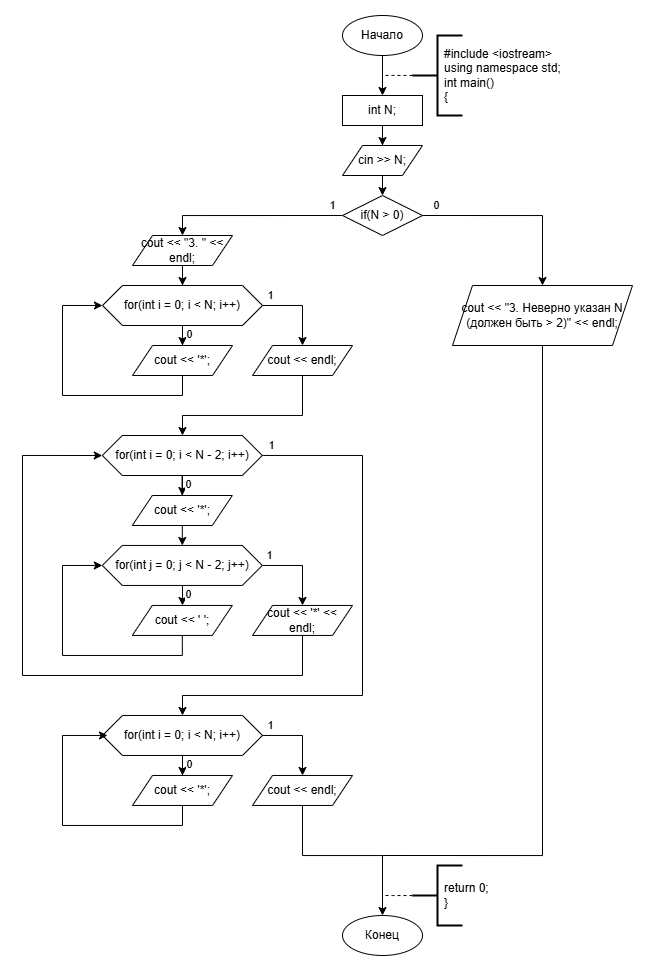 Начало
#include <iostream>
using namespace std;
int main()
{
int N;
cin >> N;
1
if(N > 0)
0
cout << "3. " <<
endl;
for(int i = 0; i < N; i++)
1
0
cout << '*';
cout << endl;
cout << "3. Неверно указан N
(должен быть > 2)" << endl;
for(int i = 0; i < N - 2; i++)
1
0
cout << '*';
for(int j = 0; j < N - 2; j++)
1
0
cout << ' ';
cout << '*' <<
endl;
for(int i = 0; i < N; i++)
1
0
cout << '*';
cout << endl;
return 0;
}
Конец